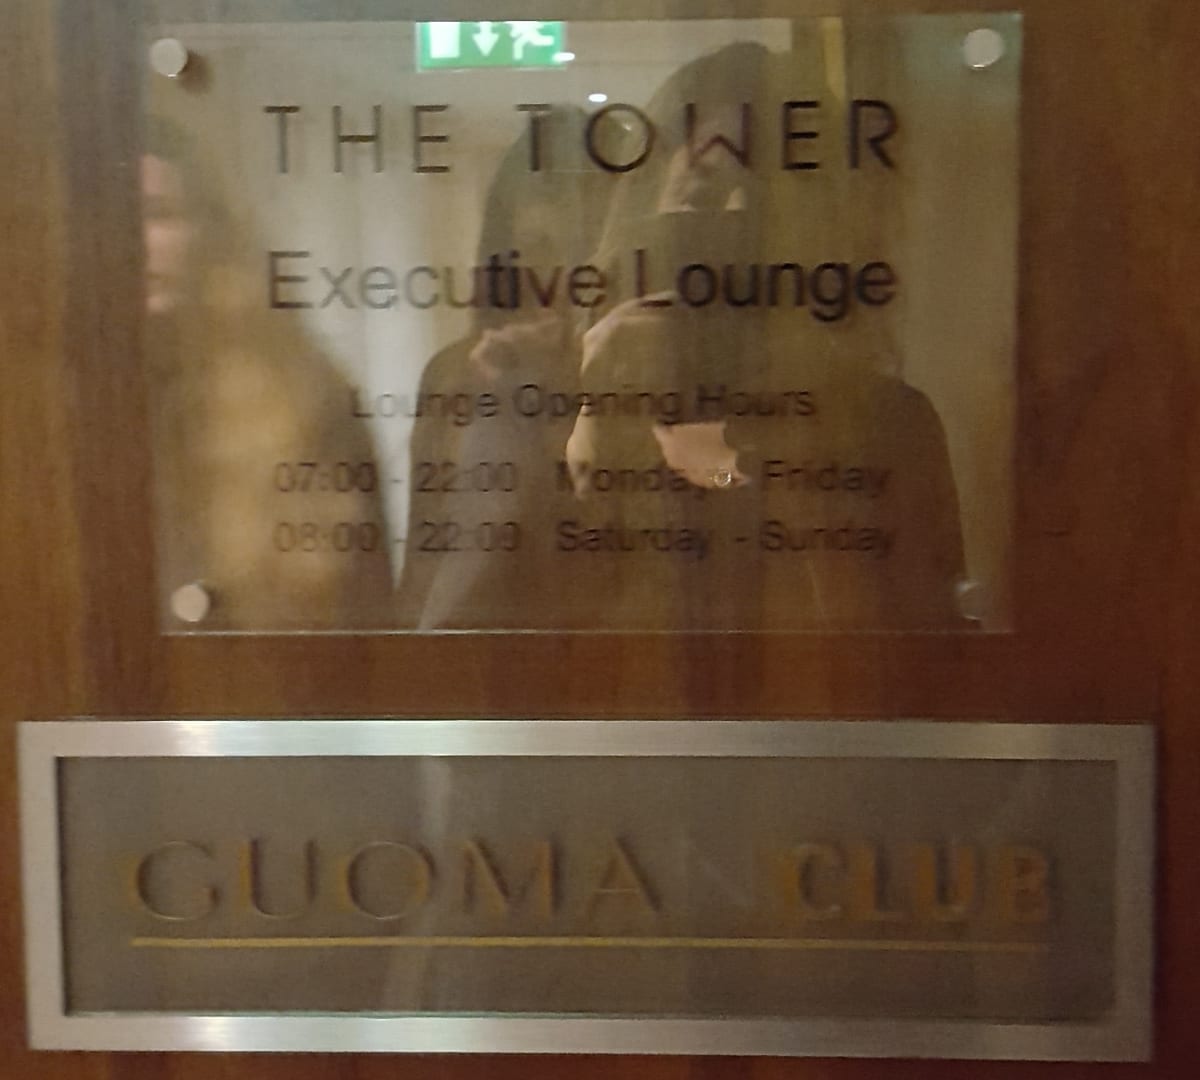 THE TOWER
Executive Lounge
Lounge Opening Hours
07:00 - 22:00 Monday - Friday
08:00 - 22:00 Saturday - Sunday
GUOMAN CLUB